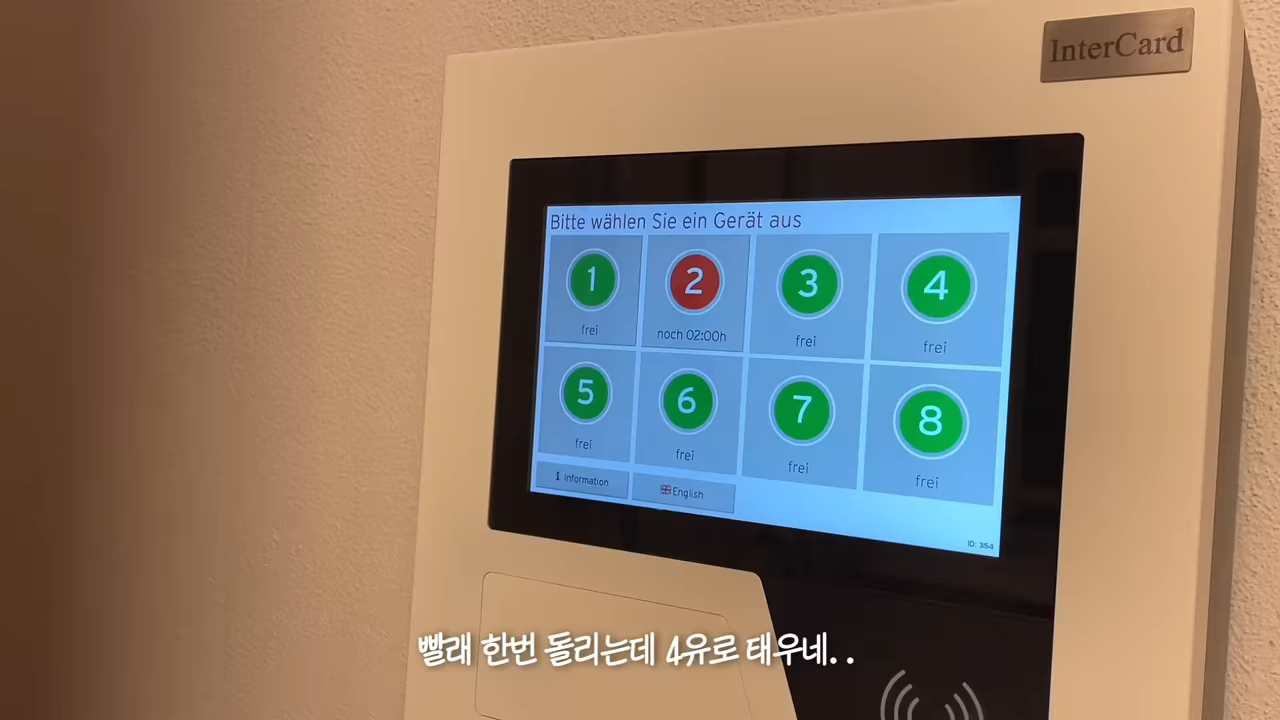 InterCard
Bitte wählen Sie ein Gerät aus
1
2
3
4
frei
noch 02:00h
frei
frei
5
6
7
8
frei
frei
frei
frei
i Information
English
ID: 354
빨래 한번 돌리는데 4유로 태우네..